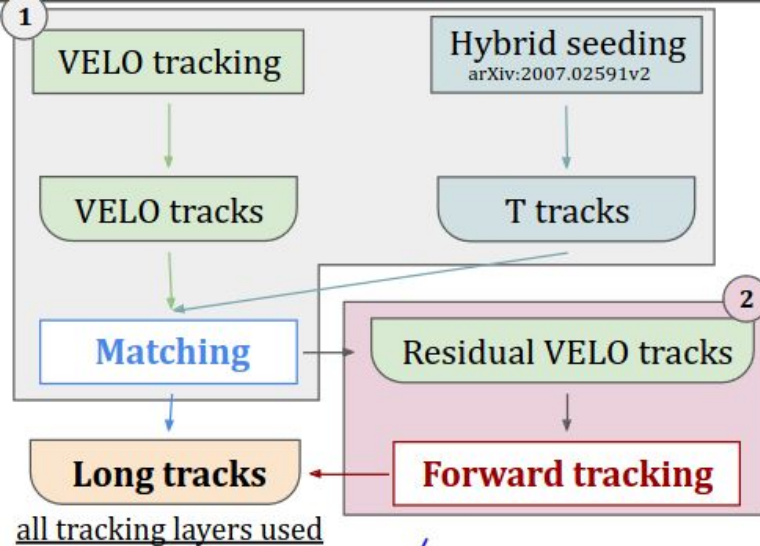 1
VELO tracking
Hybrid seeding
arXiv:2007.02591v2
VELO tracks
T tracks
2
Matching
Residual VELO tracks
Long tracks
Forward tracking
all tracking layers used